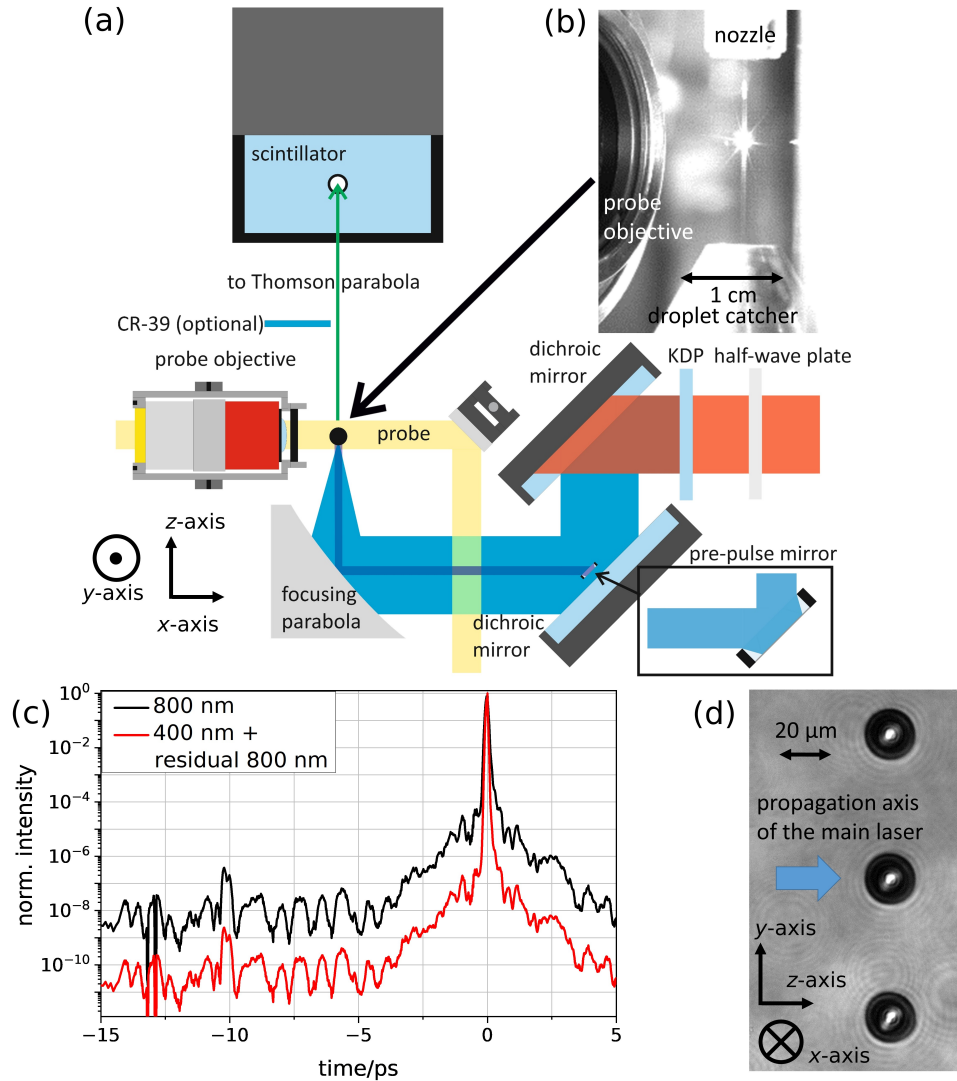 (a)
scintillator
to Thomson parabola
CR-39 (optional)
probe objective
probe
z-axis
y-axis
x-axis
focusing
parabola
dichroic
mirror
KDP half-wave plate
dichroic
mirror
pre-pulse mirror
(b)
nozzle
probe
objective
1 cm
droplet catcher
(c)
800 nm
400 nm +
residual 800 nm
norm. intensity
10⁰
10⁻²
10⁻⁴
10⁻⁶
10⁻⁸
10⁻¹⁰
−15 −10 −5 0 5
time/ps
(d)
20 µm
propagation axis
of the main laser
y-axis
z-axis
x-axis